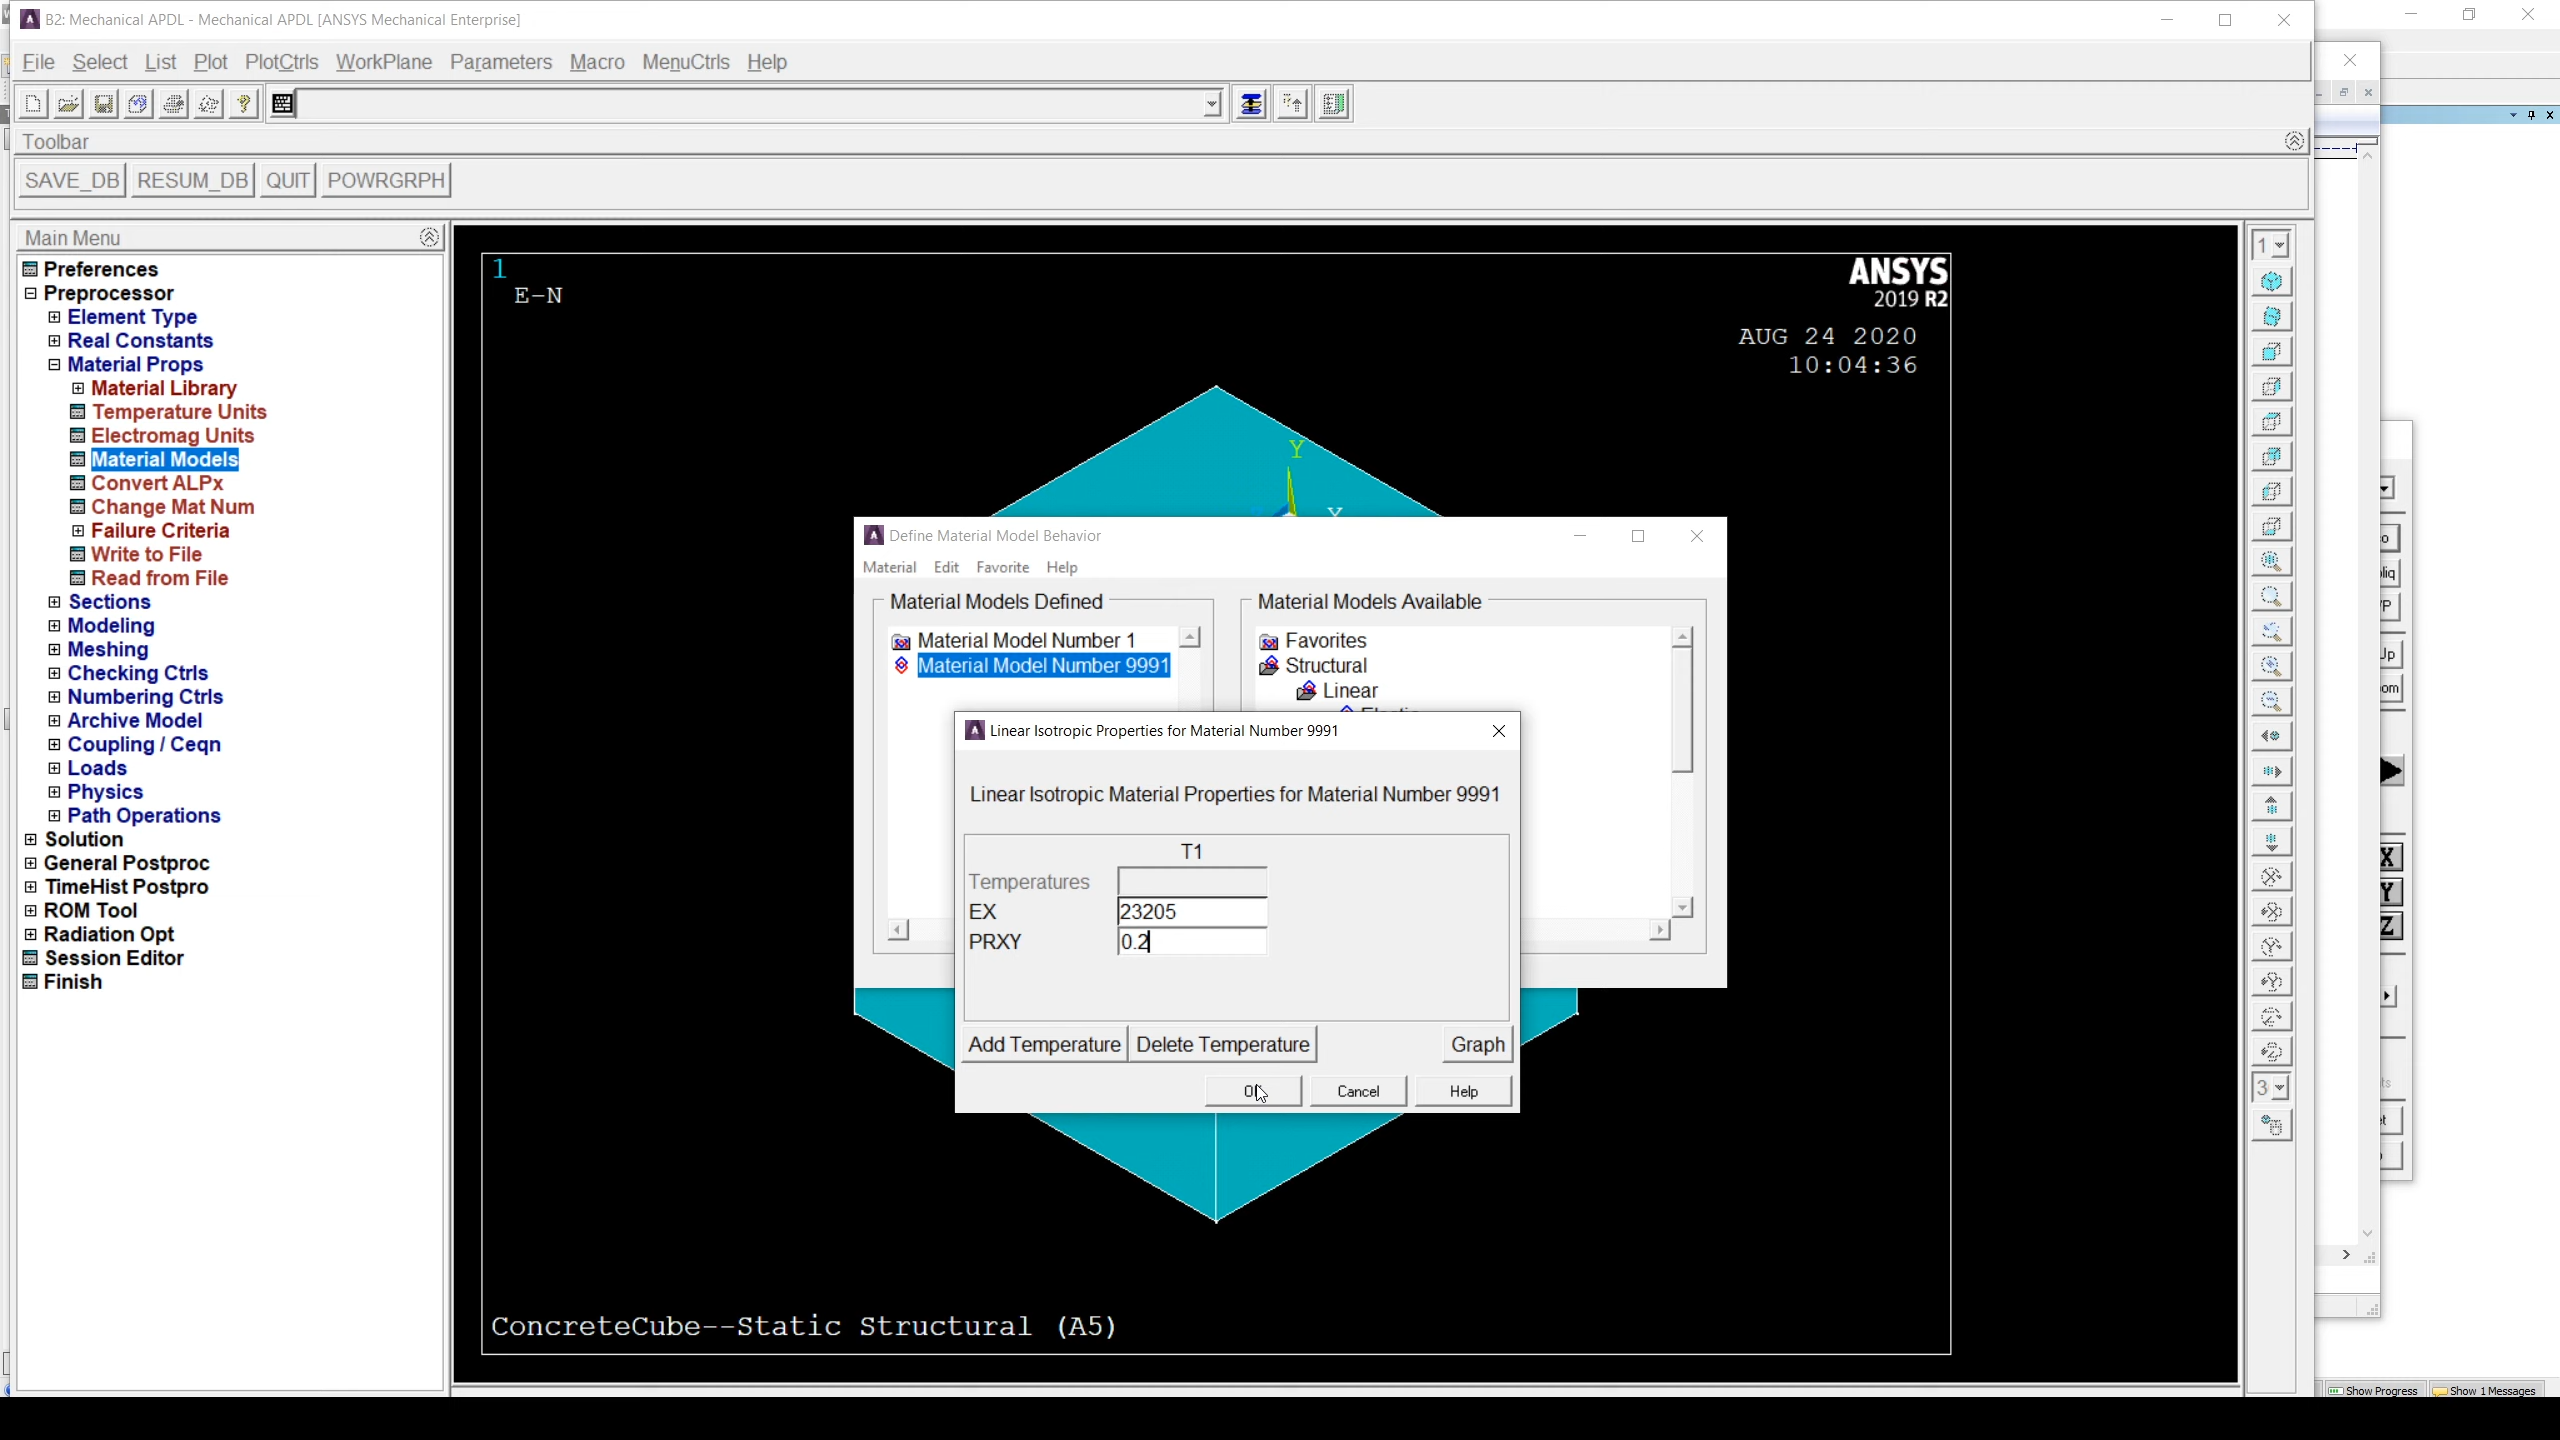 B2: Mechanical APDL - Mechanical APDL [ANSYS Mechanical Enterprise]
File Select List Plot PlotCtrls WorkPlane Parameters Macro MenuCtrls Help
Toolbar
SAVE_DB RESUM_DB QUIT POWRGRPH
Main Menu
Preferences
Preprocessor
Element Type
Real Constants
Material Props
Material Library
Temperature Units
Electromag Units
Material Models
Convert ALPx
Change Mat Num
Failure Criteria
Write to File
Read from File
Sections
Modeling
Meshing
Checking Ctrls
Numbering Ctrls
Archive Model
Coupling / Ceqn
Loads
Physics
Path Operations
Solution
General Postproc
TimeHist Postpro
ROM Tool
Radiation Opt
Session Editor
Finish
1
E-N
ANSYS
2019 R2
AUG 24 2020
10:04:36
Y
X
Define Material Model Behavior
Material Edit Favorite Help
Material Models Defined
Material Model Number 1
Material Model Number 9991
Material Models Available
Favorites
Structural
Linear
Linear Isotropic Properties for Material Number 9991
Linear Isotropic Material Properties for Material Number 9991
T1
Temperatures
EX 23205
PRXY 0.2
Add Temperature Delete Temperature Graph
OK Cancel Help
ConcreteCube--Static Structural (A5)
1
3
X
Y
Z
Show Progress Show 1 Messages